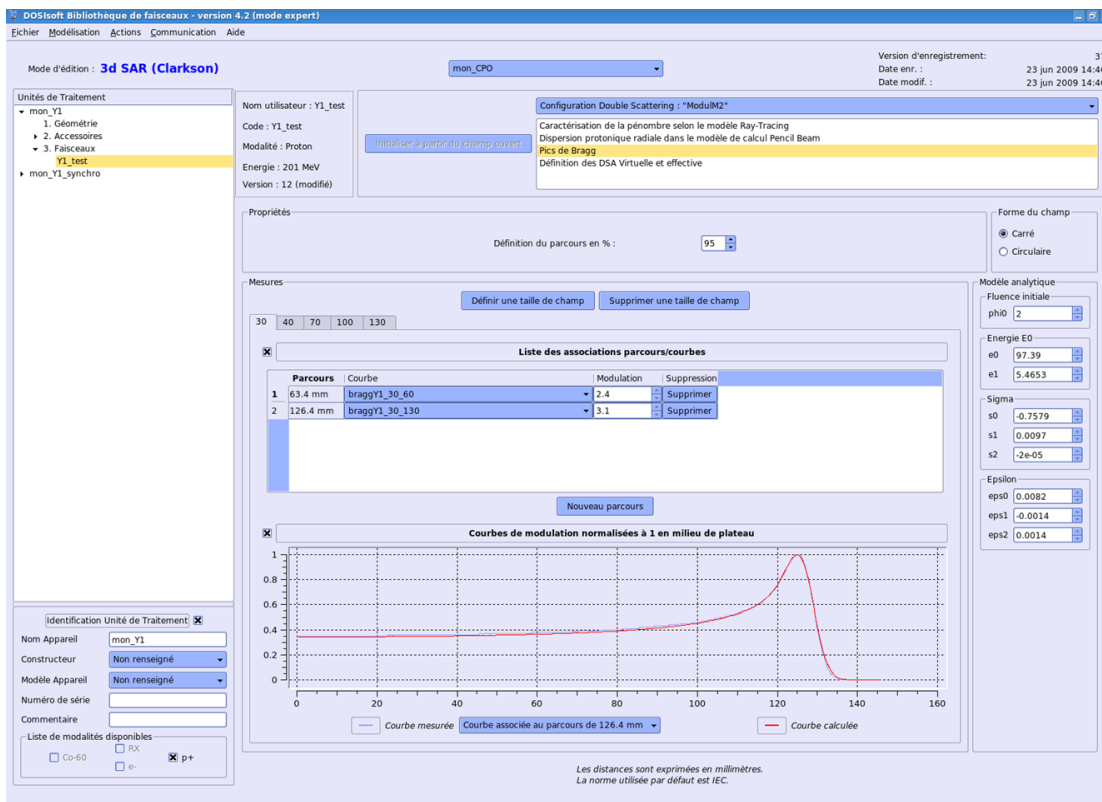 DOSIsoft Bibliothèque de faisceaux - version 4.2 (mode expert)
Fichier Modélisation Actions Communication Aide
Mode d'édition : 3d SAR (Clarkson)
mon_CPO
Version d'enregistrement:
Date enr. : 23 jun 2009 14:4
Date modif. : 23 jun 2009 14:4
Unités de Traitement
mon_Y1
1. Géométrie
2. Accessoires
3. Faisceaux
Y1_test
mon_Y1_synchro
Nom utilisateur : Y1_test
Code : Y1_test
Modalité : Proton
Energie : 201 MeV
Version : 12 (modifié)
Initialiser à partir du champ ouvert
Configuration Double Scattering : "ModulM2"
Caractérisation de la pénombre selon le modèle Ray-Tracing
Dispersion protonique radiale dans le modèle de calcul Pencil Beam
Pics de Bragg
Définition des DSA Virtuelle et effective
Propriétés
Définition du parcours en % : 95
Forme du champ
Carré
Circulaire
Mesures
Définir une taille de champ Supprimer une taille de champ
30 40 70 100 130
Liste des associations parcours/courbes
Parcours Courbe Modulation Suppression
1 63.4 mm braggY1_30_60 2.4 Supprimer
2 126.4 mm braggY1_30_130 3.1 Supprimer
Nouveau parcours
Courbes de modulation normalisées à 1 en milieu de plateau
1
0.8
0.6
0.4
0.2
0
0 20 40 60 80 100 120 140 160
Courbe mesurée Courbe associée au parcours de 126.4 mm Courbe calculée
Modèle analytique
Fluence initiale
phi0 2
Energie E0
e0 97.39
e1 5.4653
Sigma
s0 -0.7579
s1 0.0097
s2 -2e-05
Epsilon
eps0 0.0082
eps1 -0.0014
eps2 0.0014
Identification Unité de Traitement
Nom Appareil mon_Y1
Constructeur Non renseigné
Modèle Appareil Non renseigné
Numéro de série
Commentaire
Liste de modalités disponibles
Co-60 RX p+
e-
Les distances sont exprimées en millimètres.
La norme utilisée par défaut est IEC.